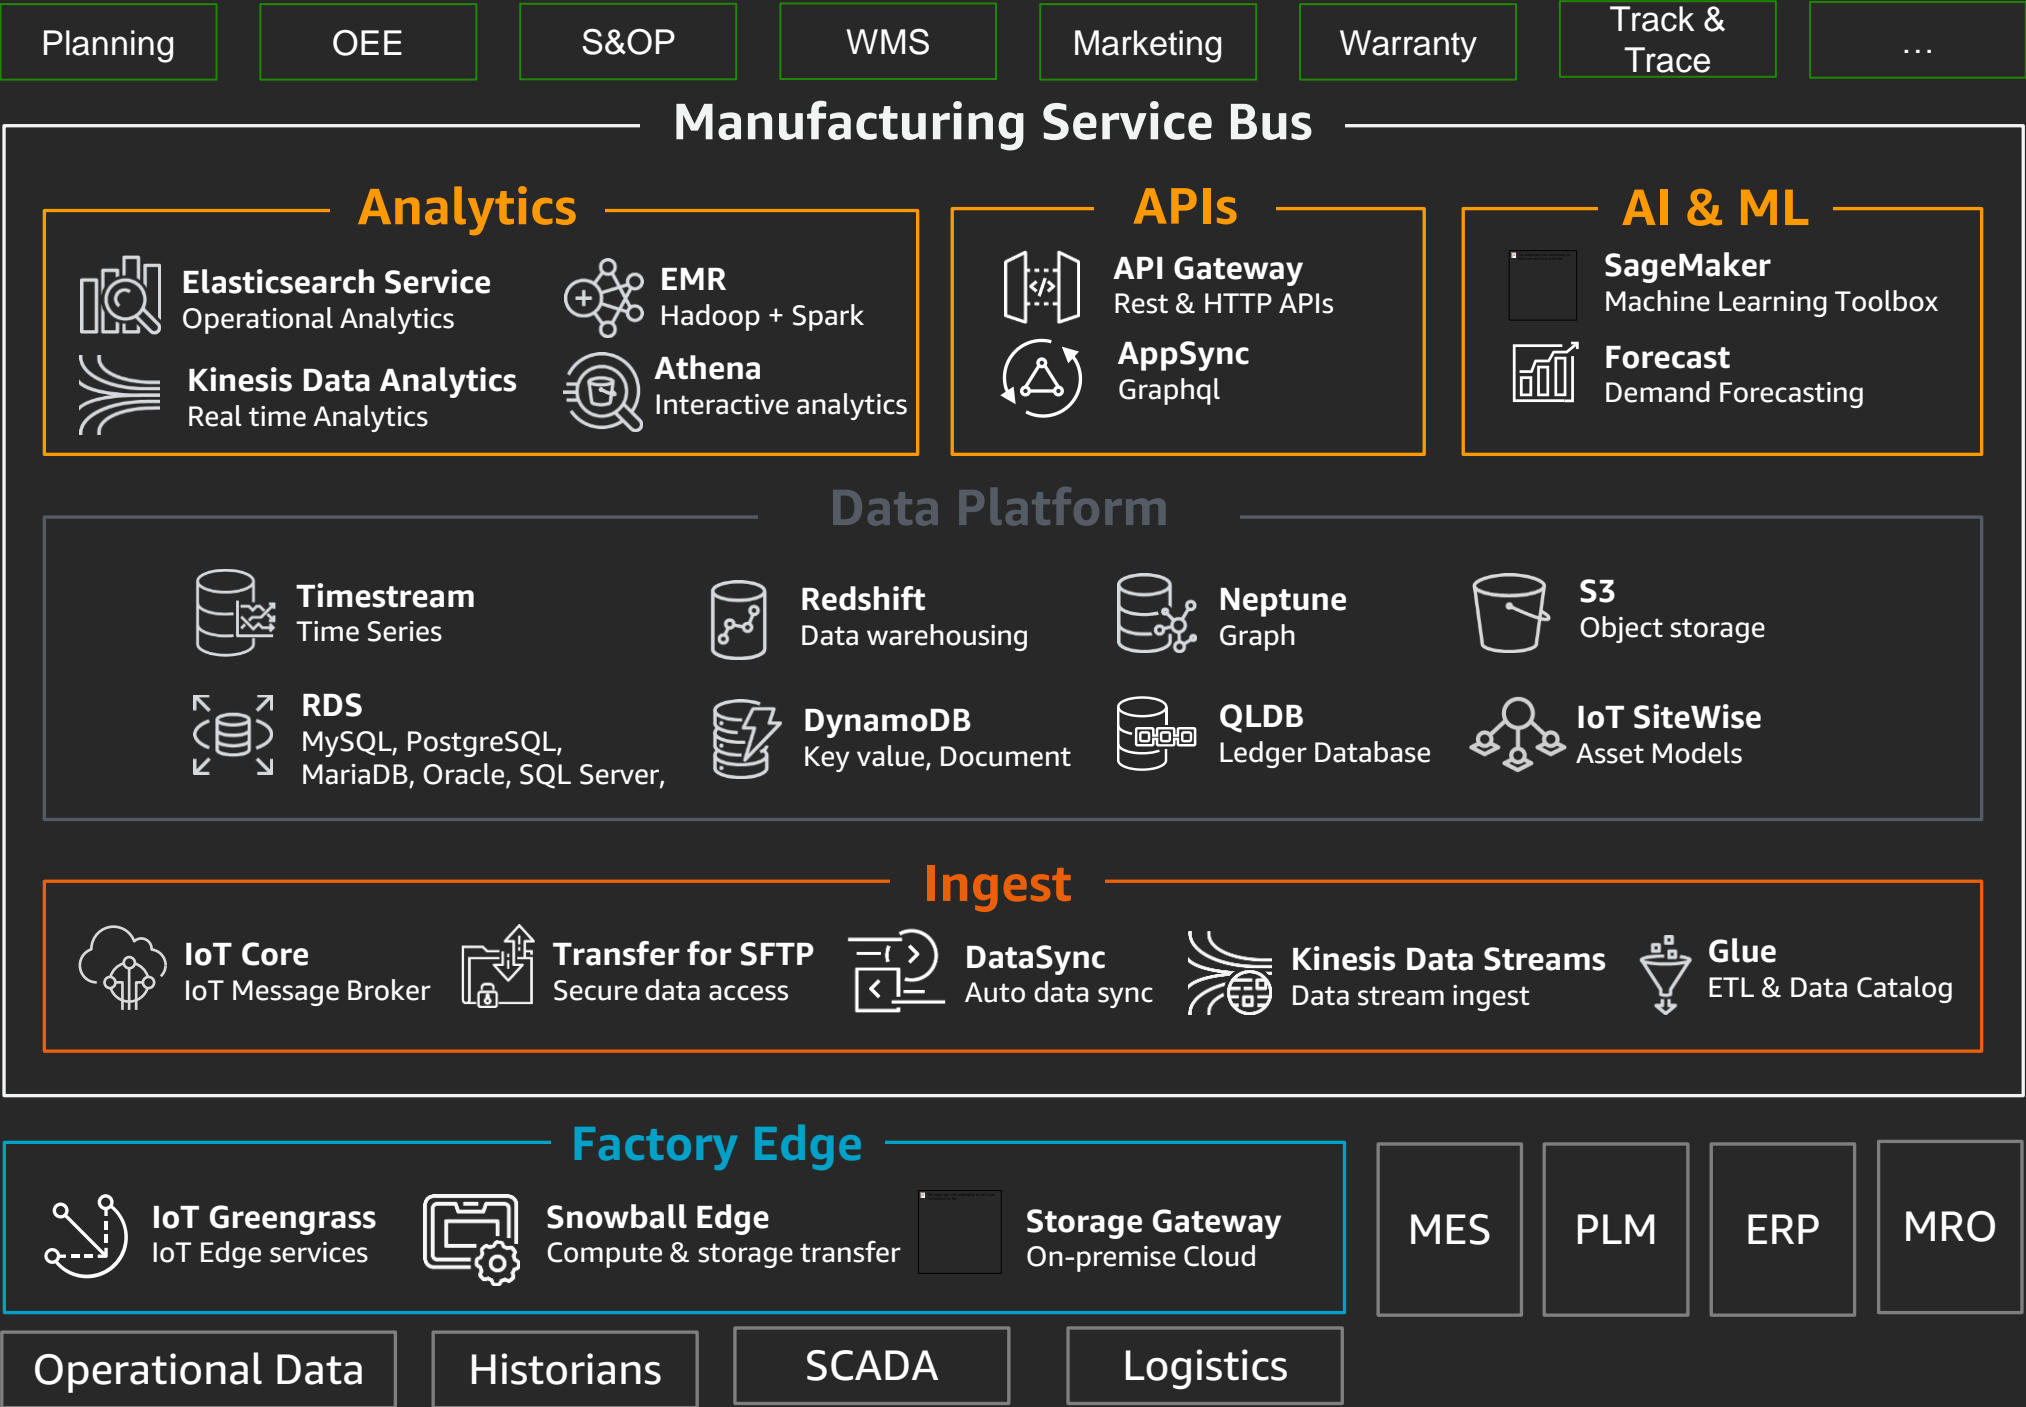 Planning
OEE
S&OP
WMS
Marketing
Warranty
Track &
Trace
...
Manufacturing Service Bus
Analytics
Elasticsearch Service
Operational Analytics
EMR
Hadoop + Spark
Kinesis Data Analytics
Real time Analytics
Athena
Interactive analytics
APIs
API Gateway
Rest & HTTP APIs
AppSync
Graphql
AI & ML
SageMaker
Machine Learning Toolbox
Forecast
Demand Forecasting
Data Platform
Timestream
Time Series
Redshift
Data warehousing
Neptune
Graph
S3
Object storage
RDS
MySQL, PostgreSQL,
MariaDB, Oracle, SQL Server,
DynamoDB
Key value, Document
QLDB
Ledger Database
IoT SiteWise
Asset Models
Ingest
IoT Core
IoT Message Broker
Transfer for SFTP
Secure data access
DataSync
Auto data sync
Kinesis Data Streams
Data stream ingest
Glue
ETL & Data Catalog
Factory Edge
IoT Greengrass
IoT Edge services
Snowball Edge
Compute & storage transfer
Storage Gateway
On-premise Cloud
MES
PLM
ERP
MRO
Operational Data
Historians
SCADA
Logistics